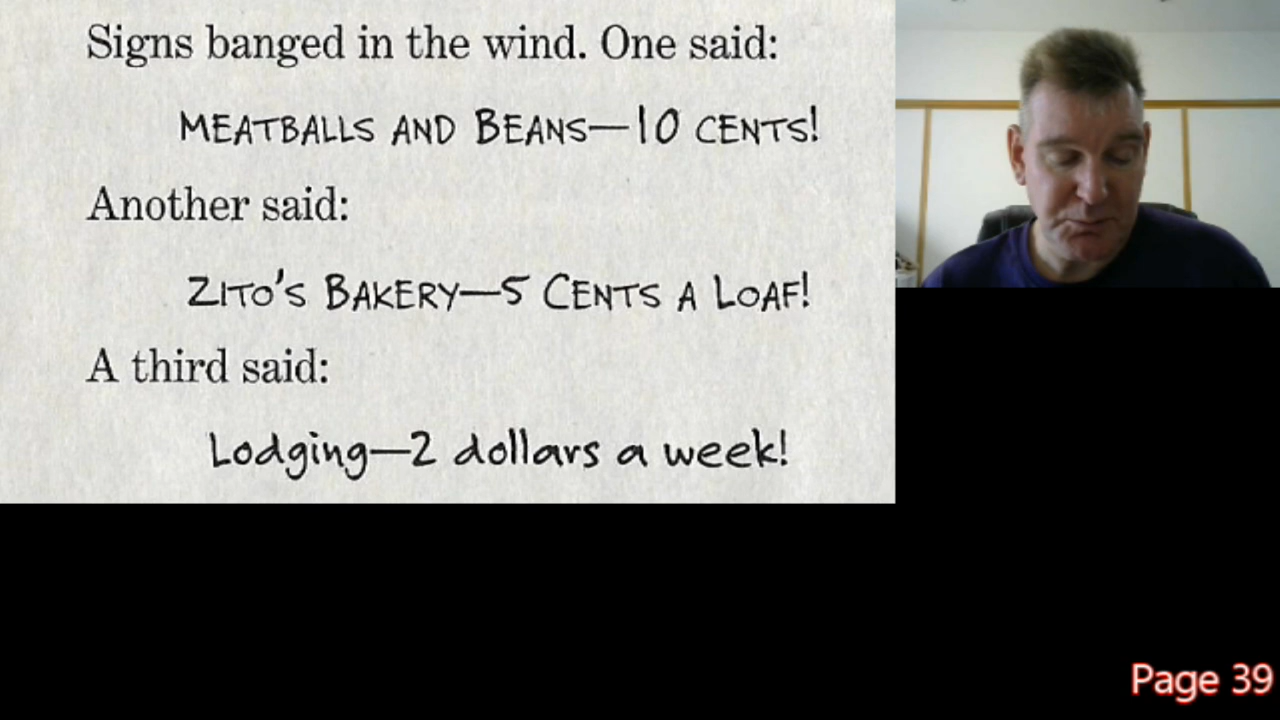 Signs banged in the wind. One said:
MEATBALLS AND BEANS—10 CENTS!
Another said:
ZITO'S BAKERY—5 CENTS A LOAF!
A third said:
Lodging—2 dollars a week!
Page 39